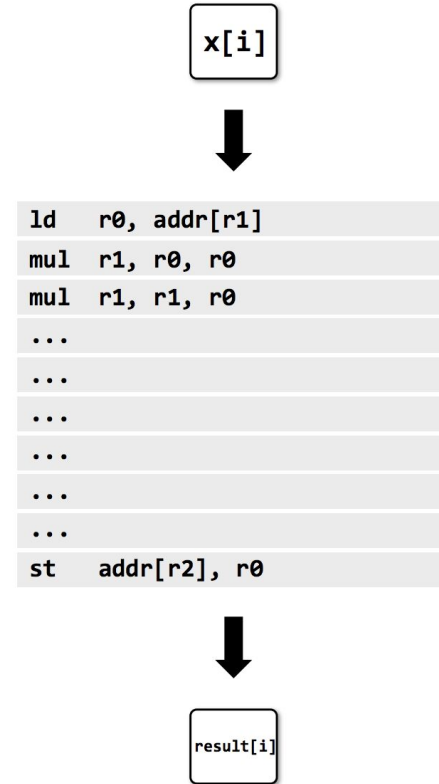 x[i]
ld r0, addr[r1]
mul r1, r0, r0
mul r1, r1, r0
...
...
...
...
...
...
st addr[r2], r0
result[i]